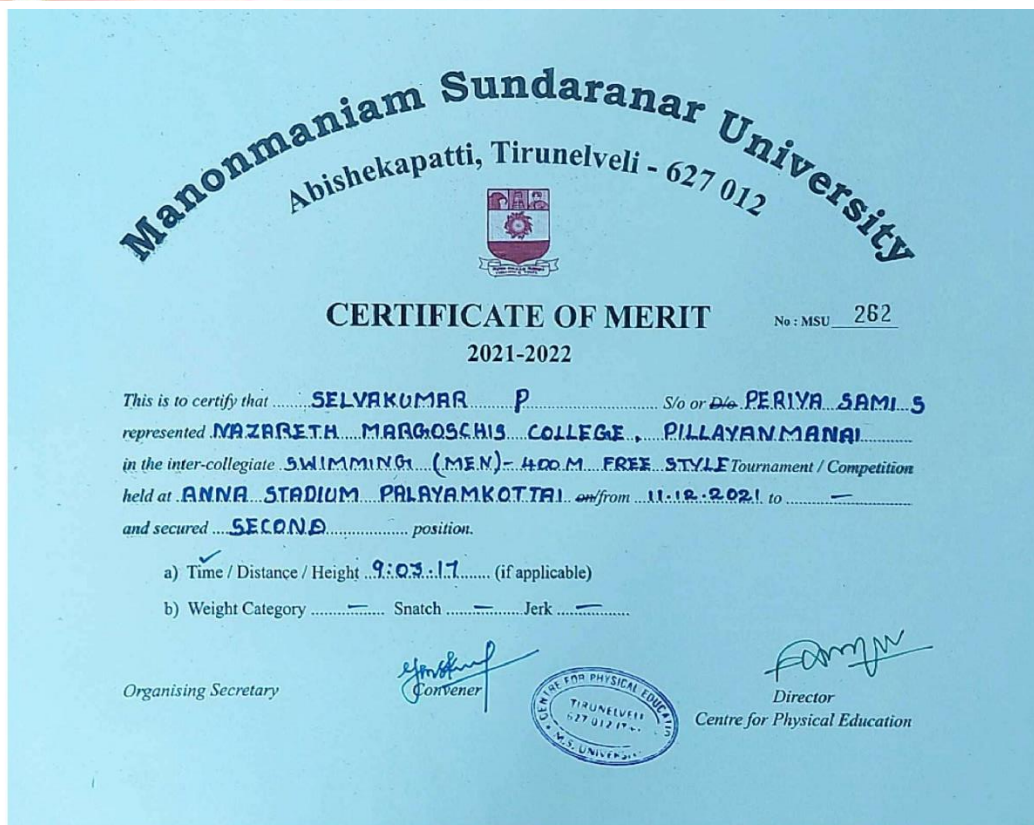 Manonmaniam Sundaranar University
Abishekapatti, Tirunelveli - 627 012
CERTIFICATE OF MERIT
No : MSU 262
2021-2022
This is to certify that SELVAKUMAR P S/o or D/o PERIYA SAMI S
represented NAZARETH MARGOSCHIS COLLEGE, PILLAYANMANAI
in the inter-collegiate SWIMMING (MEN) - 400 M FREE STYLE Tournament / Competition
held at ANNA STADIUM PALAYAMKOTTAI on/from 11.12.2021 to —
and secured SECOND position.
a) Time / Distance / Height 9:03.17 (if applicable)
b) Weight Category — Snatch — Jerk —
Organising Secretary
Convener
CENTRE FOR PHYSICAL EDUCATION
TIRUNELVELI
627 012
M.S. UNIVERSITY
Director
Centre for Physical Education